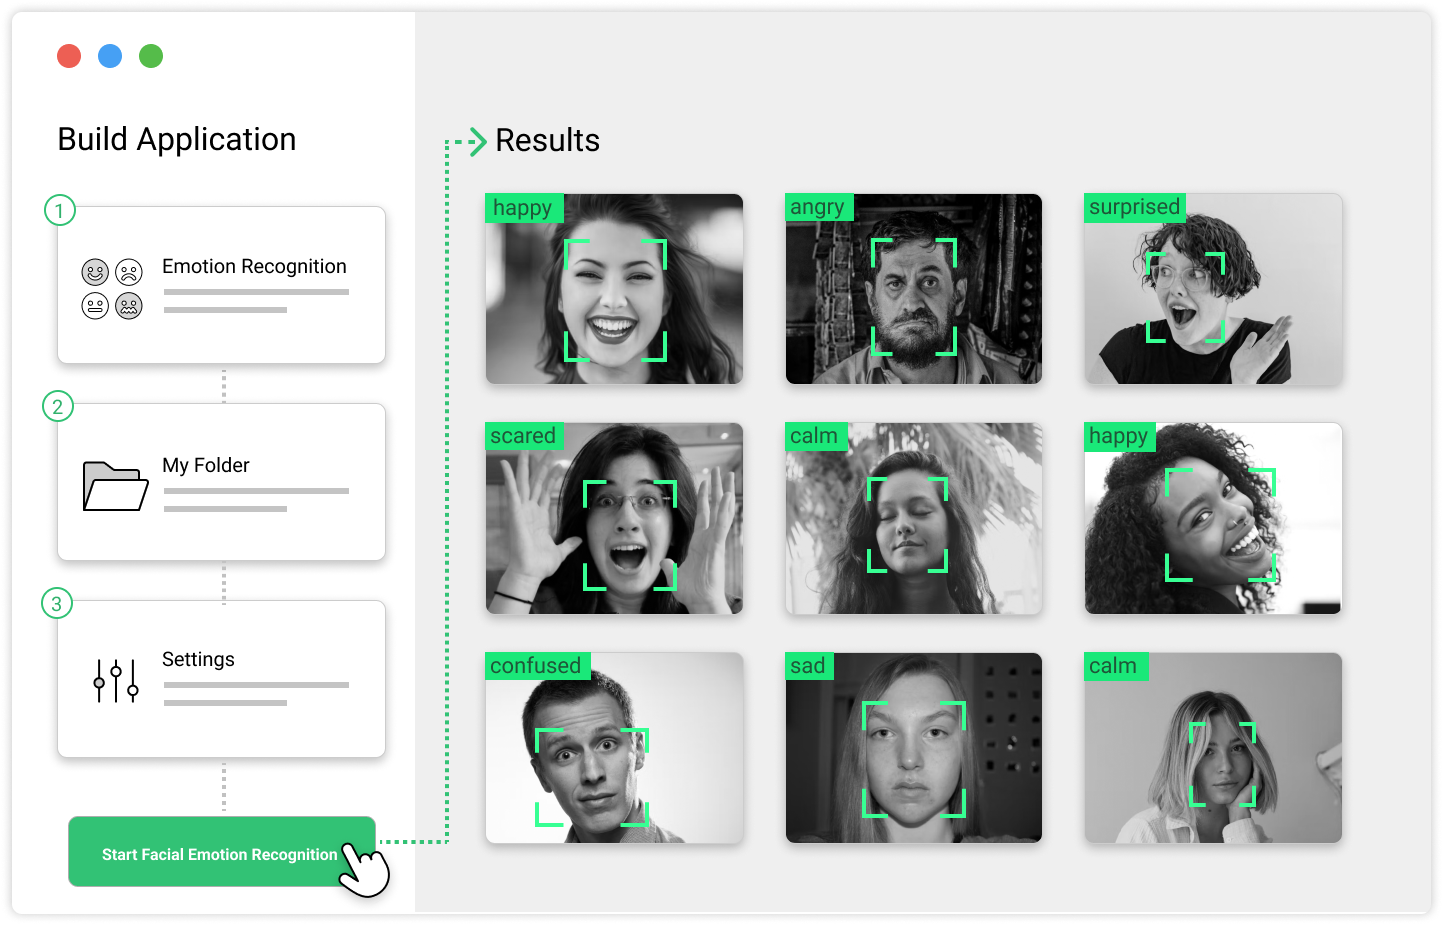 Build Application
1
Emotion Recognition
2
My Folder
3
Settings
Start Facial Emotion Recognition
Results
happy
angry
surprised
scared
calm
happy
confused
sad
calm